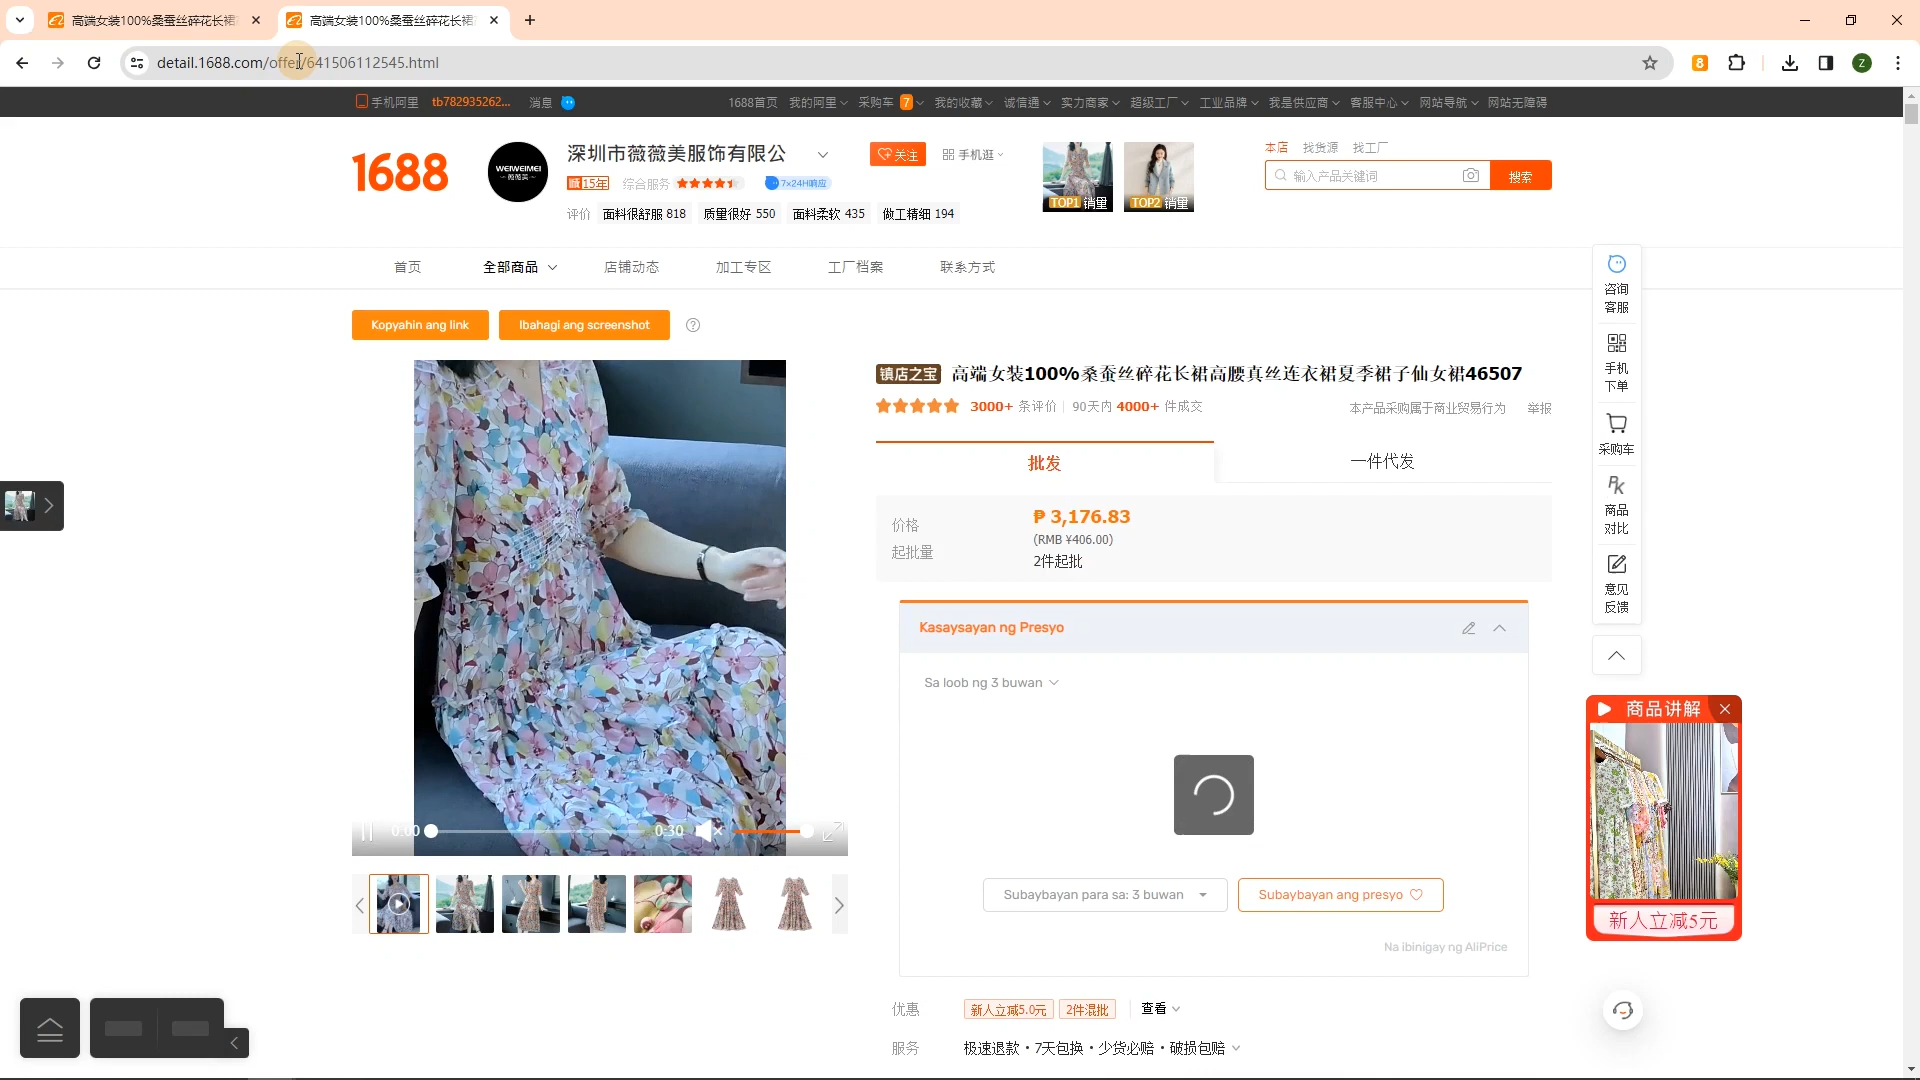 高端女装100%桑蚕丝碎花长裙
高端女装100%桑蚕丝碎花长裙
detail.1688.com/offer/641506112545.html
8
Z
手机阿里 tb782935262... 消息
1688首页 我的阿里 采购车 7 我的收藏 诚信通 实力商家 超级工厂 工业品牌 我是供应商 客服中心 网站导航 网站无障碍
1688
WEIWEIMEI
深圳市薇薇美服饰有限公
关注
手机逛
15年 综合服务
7×24H响应
评价 面料很舒服 818 质量很好 550 面料柔软 435 做工精细 194
TOP1 销量
TOP2 销量
本店 找货源 找工厂
输入产品关键词
搜索
首页 全部商品 店铺动态 加工专区 工厂档案 联系方式
Kopyahin ang link
Ibahagi ang screenshot
镇店之宝 高端女装100%桑蚕丝碎花长裙高腰真丝连衣裙夏季裙子仙女裙46507
3000+ 条评价 90天内 4000+ 件成交
本产品采购属于商业贸易行为 举报
批发
一件代发
价格
₱ 3,176.83
(RMB ¥406.00)
起批量
2件起批
Kasaysayan ng Presyo
Sa loob ng 3 buwan
Subaybayan para sa: 3 buwan
Subaybayan ang presyo
Na ibinigay ng AliPrice
0:00
0:30
优惠 新人立减5.0元 2件混批 查看
服务 极速退款・7天包换・少货必赔・破损包赔
咨询
客服
手机
下单
采购车
商品
对比
意见
反馈
商品讲解
新人立减5元